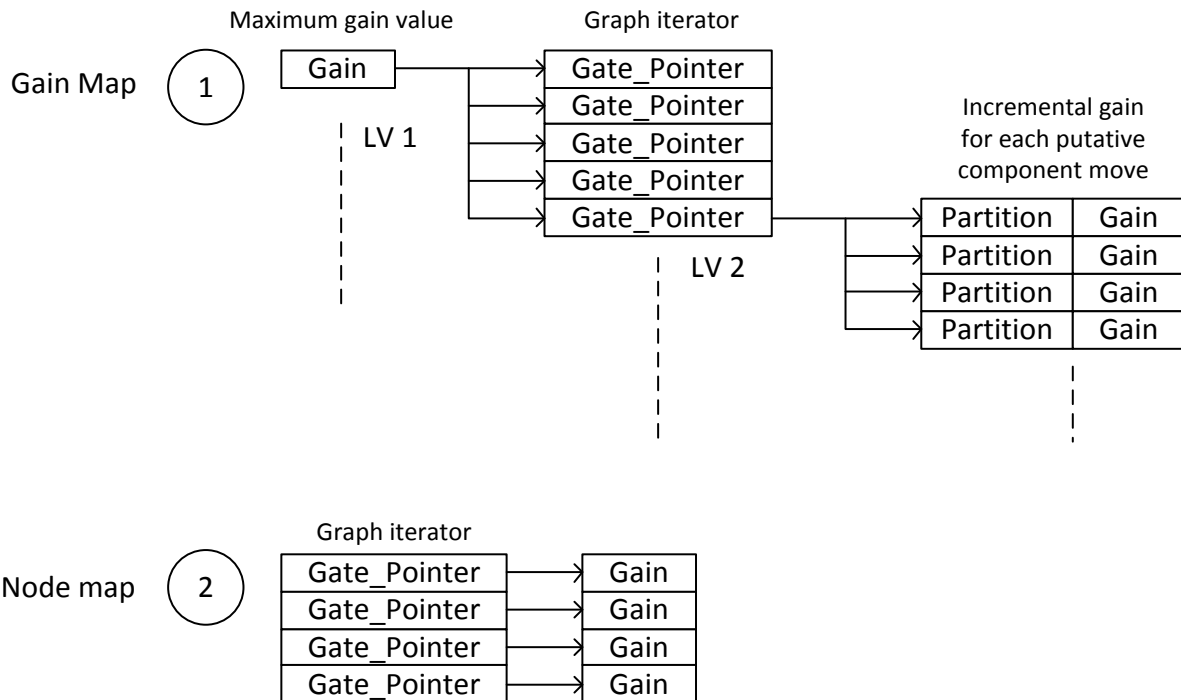 Maximum gain value
Graph iterator
Gain Map
1
Gain
Gate_Pointer
Gate_Pointer
Gate_Pointer
Gate_Pointer
Gate_Pointer
LV 1
LV 2
Incremental gain
for each putative
component move
Partition Gain
Partition Gain
Partition Gain
Partition Gain
Node map
2
Graph iterator
Gate_Pointer Gain
Gate_Pointer Gain
Gate_Pointer Gain
Gate_Pointer Gain